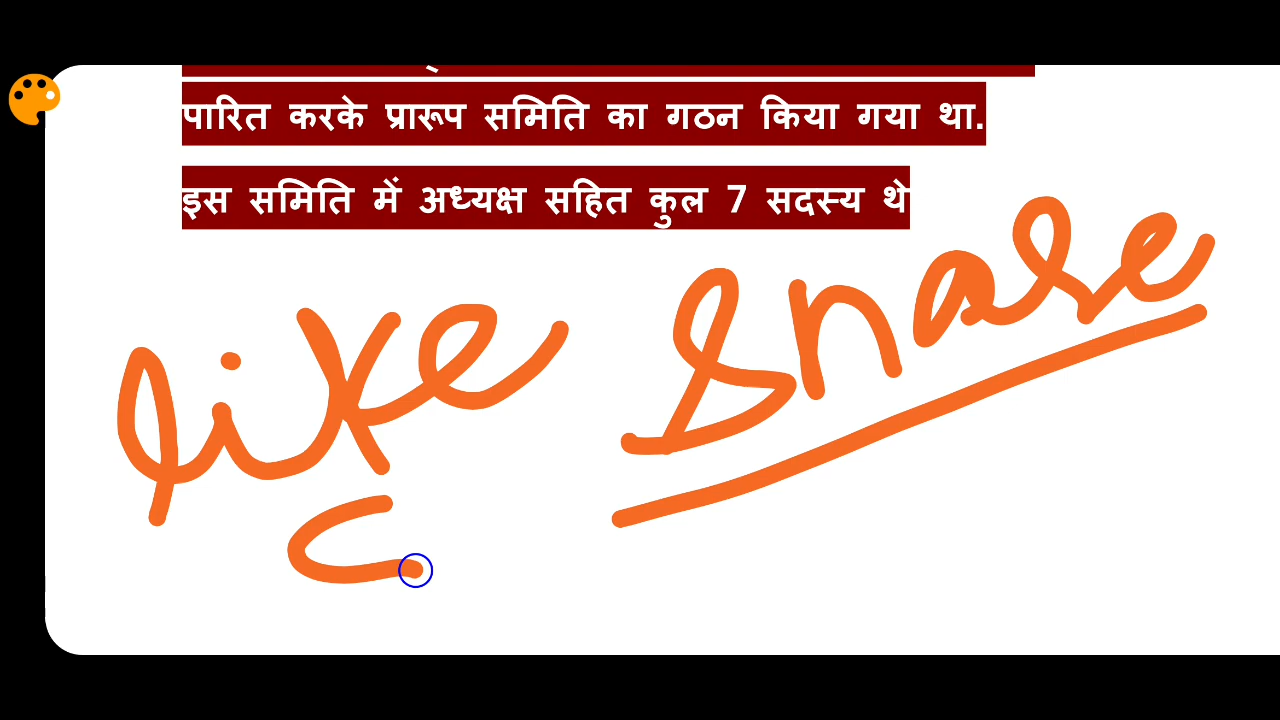 पारित करके प्रारूप समिति का गठन किया गया था.
इस समिति में अध्यक्ष सहित कुल 7 सदस्य थे
like Share
C